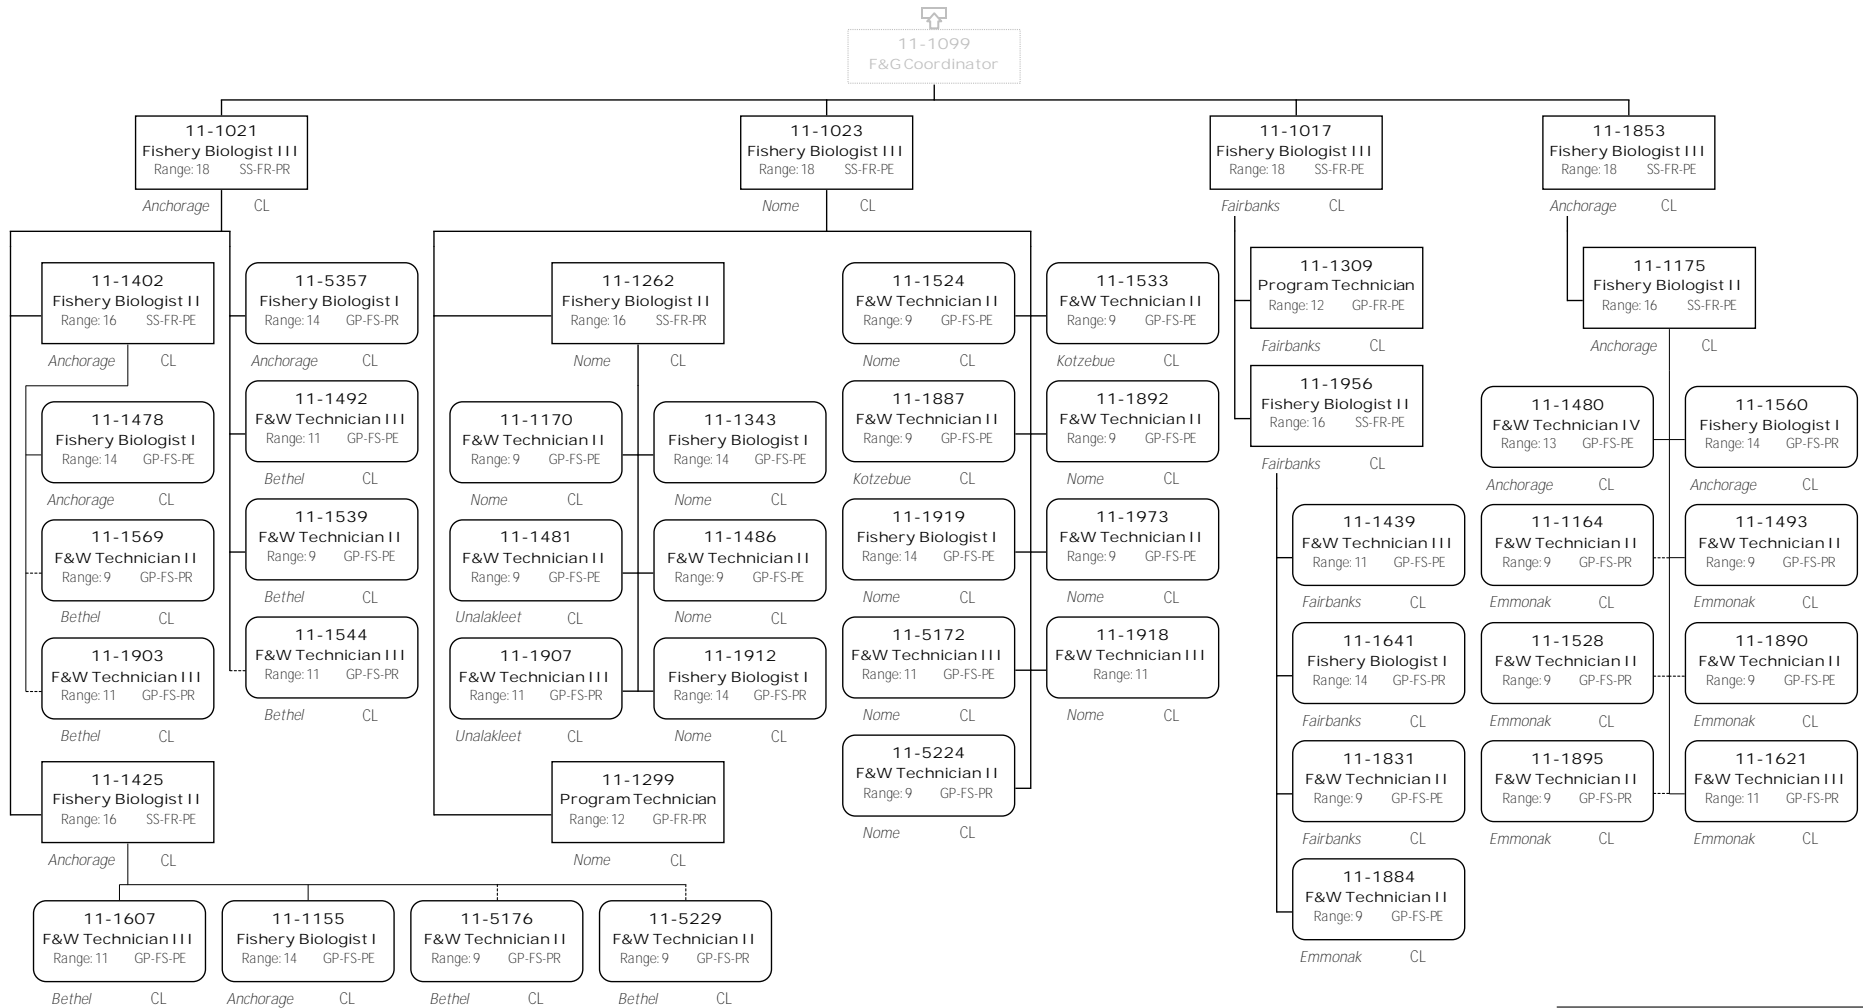 11-1099
F&G Coordinator
11-1021
Fishery Biologist III
Range: 18 SS-FR-PR
Anchorage CL
11-1023
Fishery Biologist III
Range: 18 SS-FR-PE
Nome CL
11-1017
Fishery Biologist III
Range: 18 SS-FR-PE
Fairbanks CL
11-1853
Fishery Biologist III
Range: 18 SS-FR-PE
Anchorage CL
11-1402
Fishery Biologist II
Range: 16 SS-FR-PE
Anchorage CL
11-1478
Fishery Biologist I
Range: 14 GP-FS-PE
Anchorage CL
11-1569
F&W Technician II
Range: 9 GP-FS-PR
Bethel CL
11-1903
F&W Technician III
Range: 11 GP-FS-PR
Bethel CL
11-1425
Fishery Biologist II
Range: 16 SS-FR-PE
Anchorage CL
11-1607
F&W Technician III
Range: 11 GP-FS-PE
Bethel CL
11-1155
Fishery Biologist I
Range: 14 GP-FS-PE
Anchorage CL
11-5176
F&W Technician II
Range: 9 GP-FS-PR
Bethel CL
11-5229
F&W Technician II
Range: 9 GP-FS-PR
Bethel CL
11-5357
Fishery Biologist I
Range: 14 GP-FS-PR
Anchorage CL
11-1492
F&W Technician III
Range: 11 GP-FS-PE
Bethel CL
11-1539
F&W Technician II
Range: 9 GP-FS-PE
Bethel CL
11-1544
F&W Technician III
Range: 11 GP-FS-PR
Bethel CL
11-1262
Fishery Biologist II
Range: 16 SS-FR-PR
Nome CL
11-1170
F&W Technician II
Range: 9 GP-FS-PE
Nome CL
11-1343
Fishery Biologist I
Range: 14 GP-FS-PE
Nome CL
11-1481
F&W Technician II
Range: 9 GP-FS-PE
Unalakleet CL
11-1486
F&W Technician II
Range: 9 GP-FS-PE
Nome CL
11-1907
F&W Technician III
Range: 11 GP-FS-PR
Unalakleet CL
11-1912
Fishery Biologist I
Range: 14 GP-FS-PR
Nome CL
11-1299
Program Technician
Range: 12 GP-FR-PR
Nome CL
11-1524
F&W Technician II
Range: 9 GP-FS-PE
Nome CL
11-1533
F&W Technician II
Range: 9 GP-FS-PE
Kotzebue CL
11-1887
F&W Technician II
Range: 9 GP-FS-PE
Kotzebue CL
11-1892
F&W Technician II
Range: 9 GP-FS-PE
Nome CL
11-1919
Fishery Biologist I
Range: 14 GP-FS-PE
Nome CL
11-1973
F&W Technician II
Range: 9 GP-FS-PE
Nome CL
11-5172
F&W Technician III
Range: 11 GP-FS-PE
Nome CL
11-1918
F&W Technician III
Range: 11
Nome CL
11-5224
F&W Technician II
Range: 9 GP-FS-PR
Nome CL
11-1309
Program Technician
Range: 12 GP-FR-PE
Fairbanks CL
11-1956
Fishery Biologist II
Range: 16 SS-FR-PE
Fairbanks CL
11-1439
F&W Technician III
Range: 11 GP-FS-PE
Fairbanks CL
11-1641
Fishery Biologist I
Range: 14 GP-FS-PR
Fairbanks CL
11-1831
F&W Technician II
Range: 9 GP-FS-PE
Fairbanks CL
11-1884
F&W Technician II
Range: 9 GP-FS-PE
Emmonak CL
11-1175
Fishery Biologist II
Range: 16 SS-FR-PE
Anchorage CL
11-1480
F&W Technician IV
Range: 13 GP-FS-PE
Anchorage CL
11-1560
Fishery Biologist I
Range: 14 GP-FS-PR
Anchorage CL
11-1164
F&W Technician II
Range: 9 GP-FS-PR
Emmonak CL
11-1493
F&W Technician II
Range: 9 GP-FS-PR
Emmonak CL
11-1528
F&W Technician II
Range: 9 GP-FS-PR
Emmonak CL
11-1890
F&W Technician II
Range: 9 GP-FS-PE
Emmonak CL
11-1895
F&W Technician II
Range: 9 GP-FS-PR
Emmonak CL
11-1621
F&W Technician III
Range: 11 GP-FS-PR
Emmonak CL